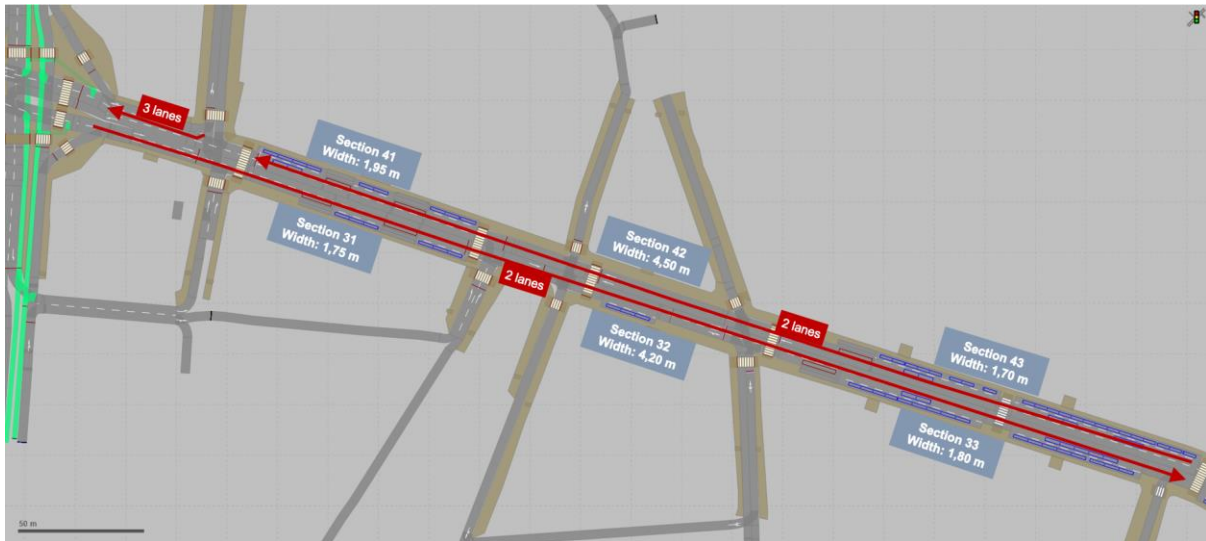 3 lanes
Section 41
Width: 1,95 m
Section 31
Width: 1,75 m
Section 42
Width: 4,50 m
2 lanes
Section 32
Width: 4,20 m
2 lanes
Section 43
Width: 1,70 m
Section 33
Width: 1,80 m
50 m